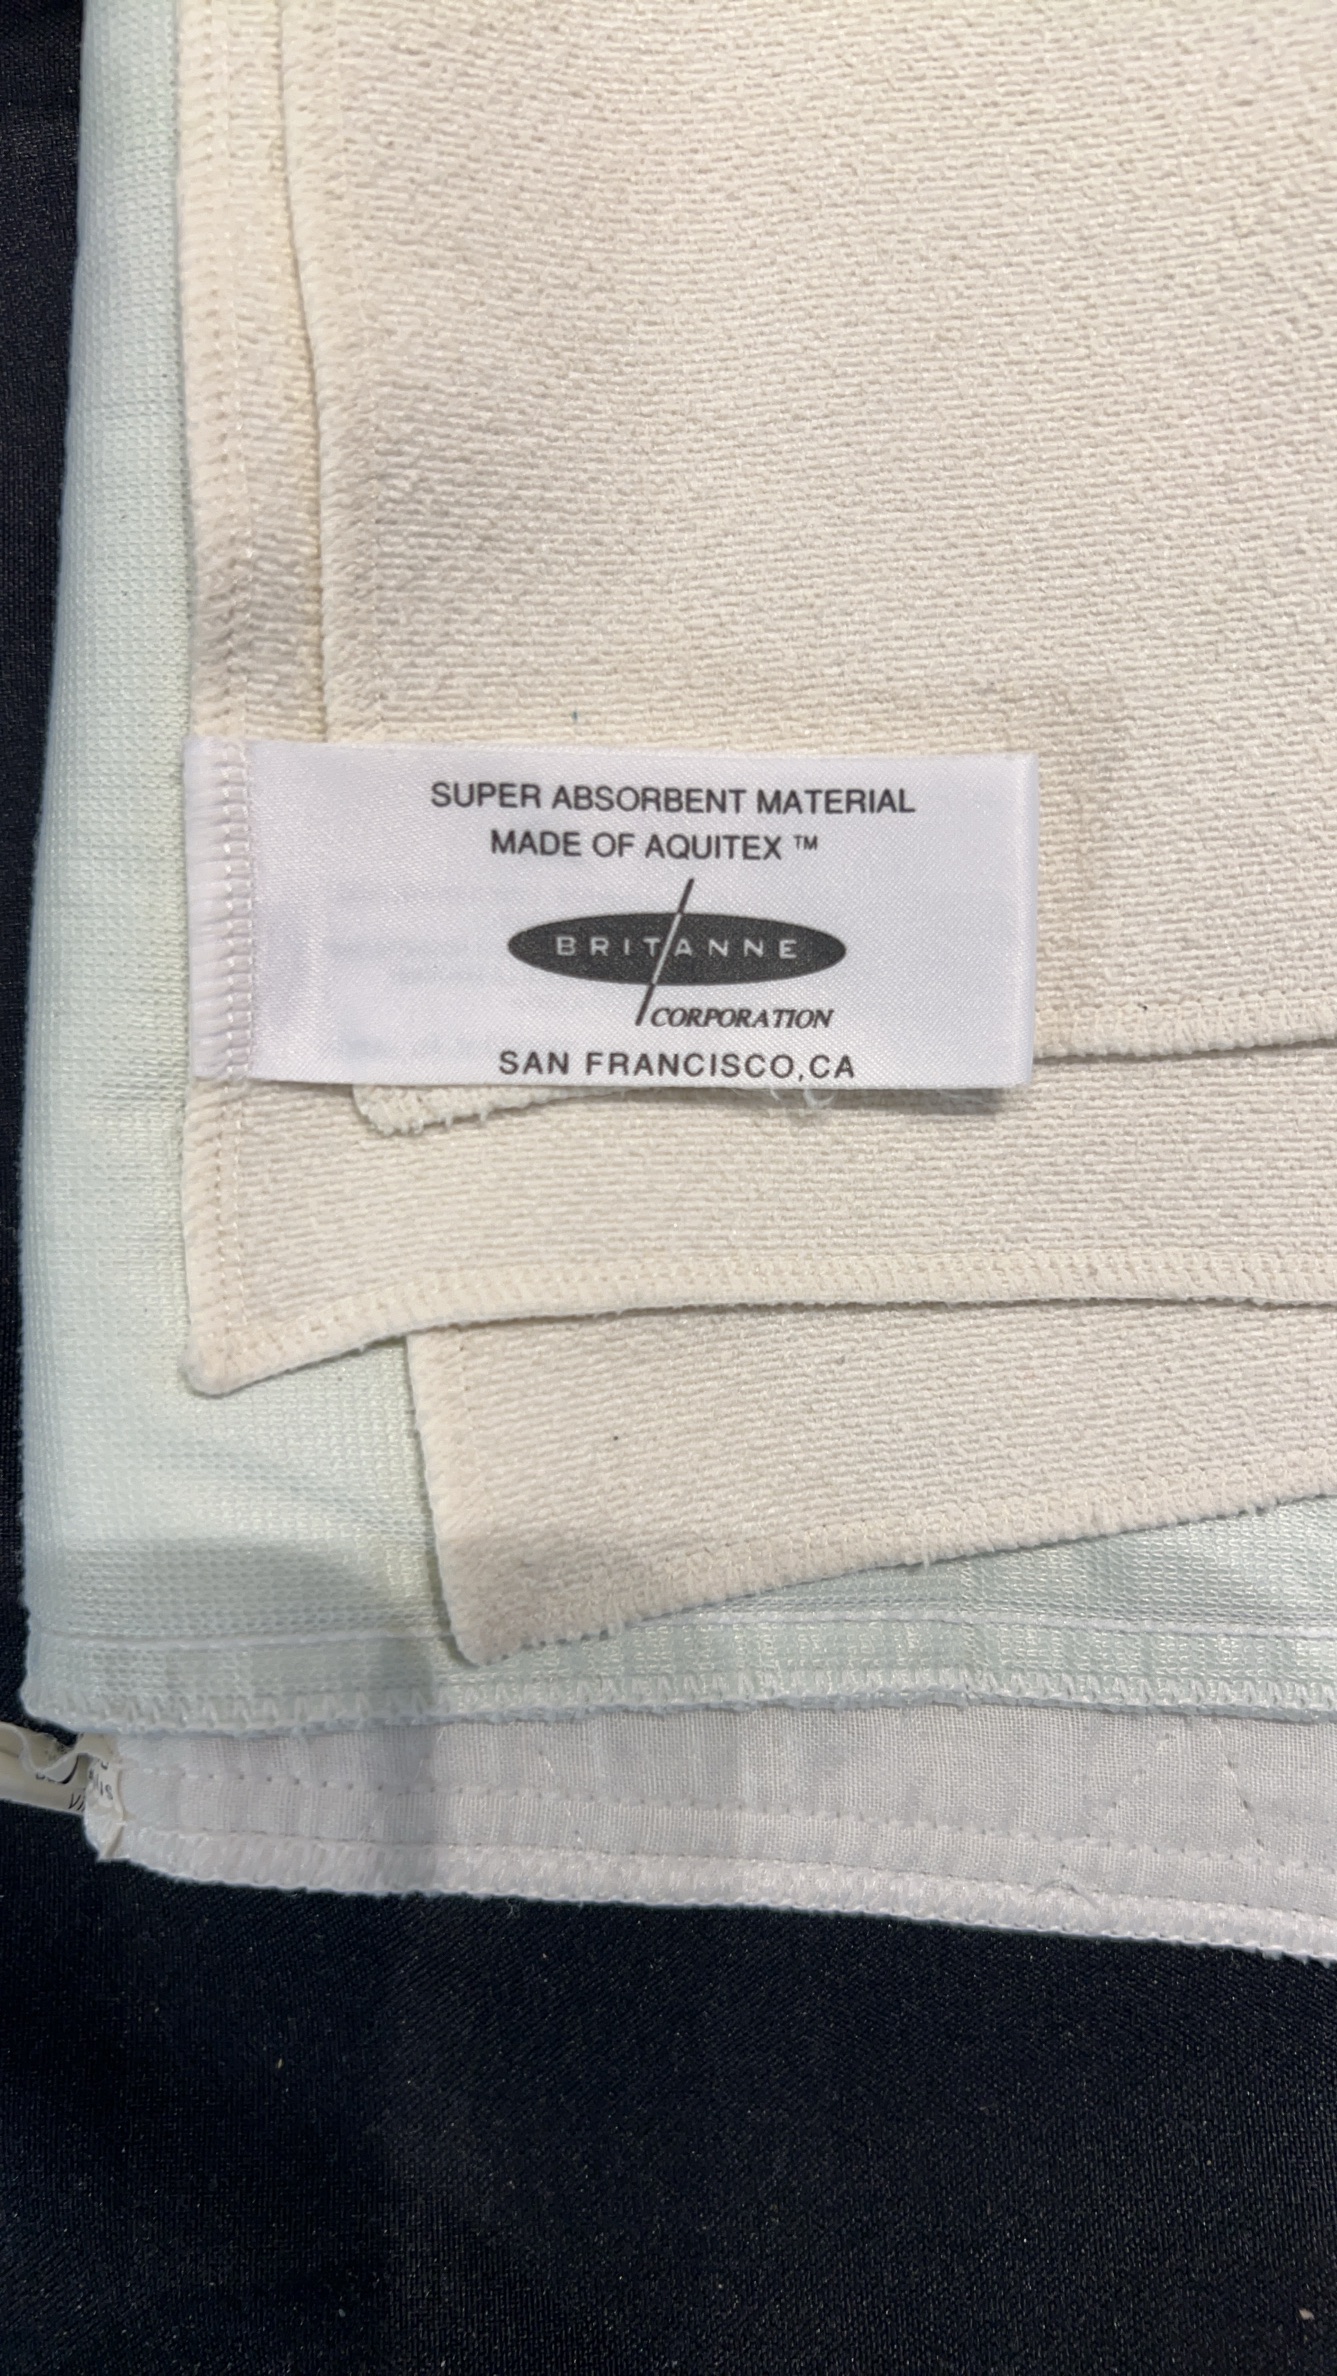 SUPER ABSORBENT MATERIAL
MADE OF AQUITEX ™
BRITANNE
CORPORATION
SAN FRANCISCO,CA